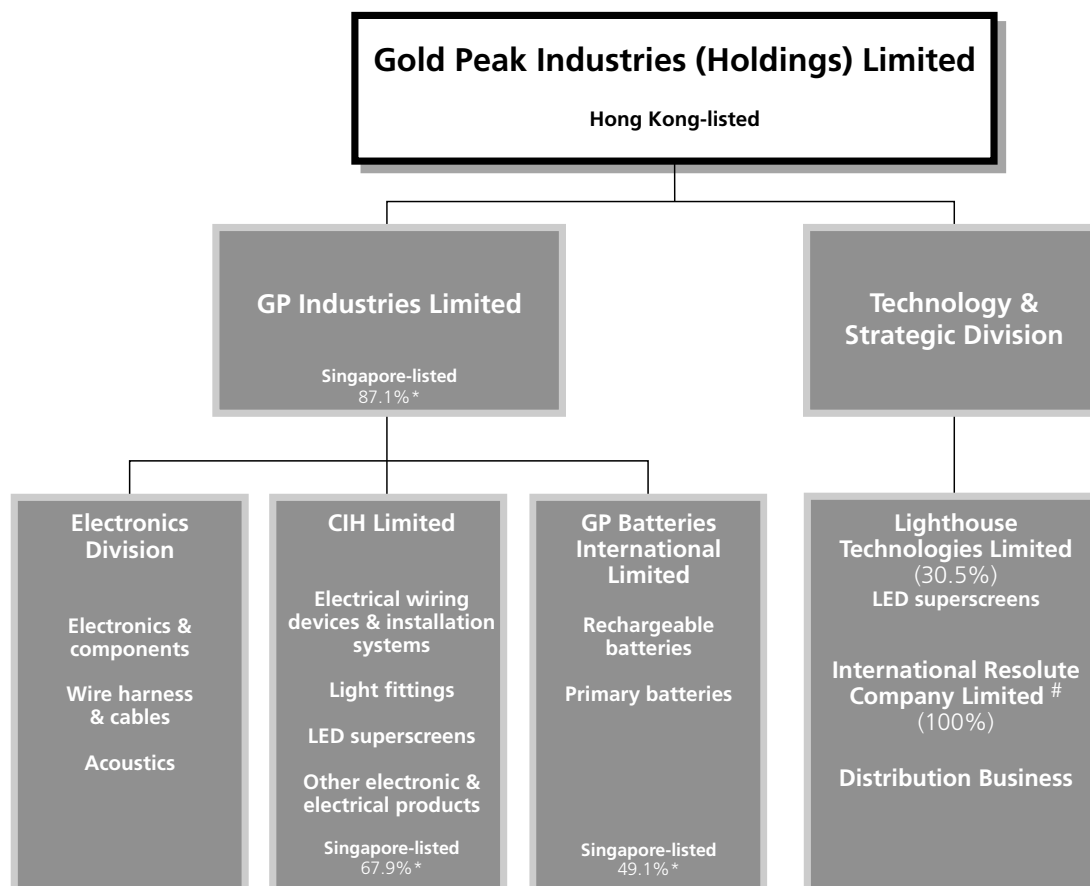 Gold Peak Industries (Holdings) Limited
Hong Kong-listed
GP Industries Limited
Singapore-listed
87.1%*
Technology &
Strategic Division
Electronics
Division
Electronics &
components
Wire harness
& cables
Acoustics
CIH Limited
Electrical wiring
devices & installation
systems
Light fittings
LED superscreens
Other electronic &
electrical products
Singapore-listed
67.9%*
GP Batteries
International
Limited
Rechargeable
batteries
Primary batteries
Singapore-listed
49.1%*
Lighthouse
Technologies Limited
(30.5%)
LED superscreens
International Resolute
Company Limited #
(100%)
Distribution Business